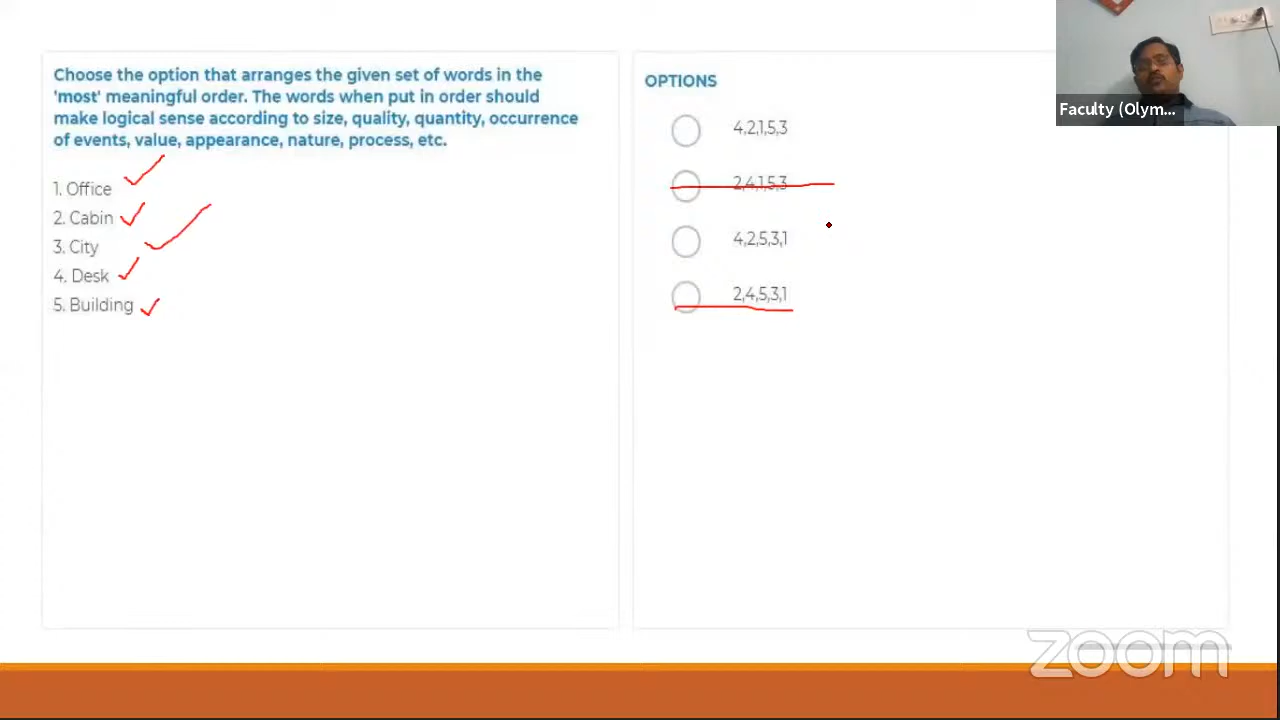 Choose the option that arranges the given set of words in the
'most' meaningful order. The words when put in order should
make logical sense according to size, quality, quantity, occurrence
of events, value, appearance, nature, process, etc.
1. Office
2. Cabin
3. City
4. Desk
5. Building
OPTIONS
4,2,1,5,3
2,4,1,5,3
4,2,5,3,1
2,4,5,3,1
Faculty (Olym...
zoom